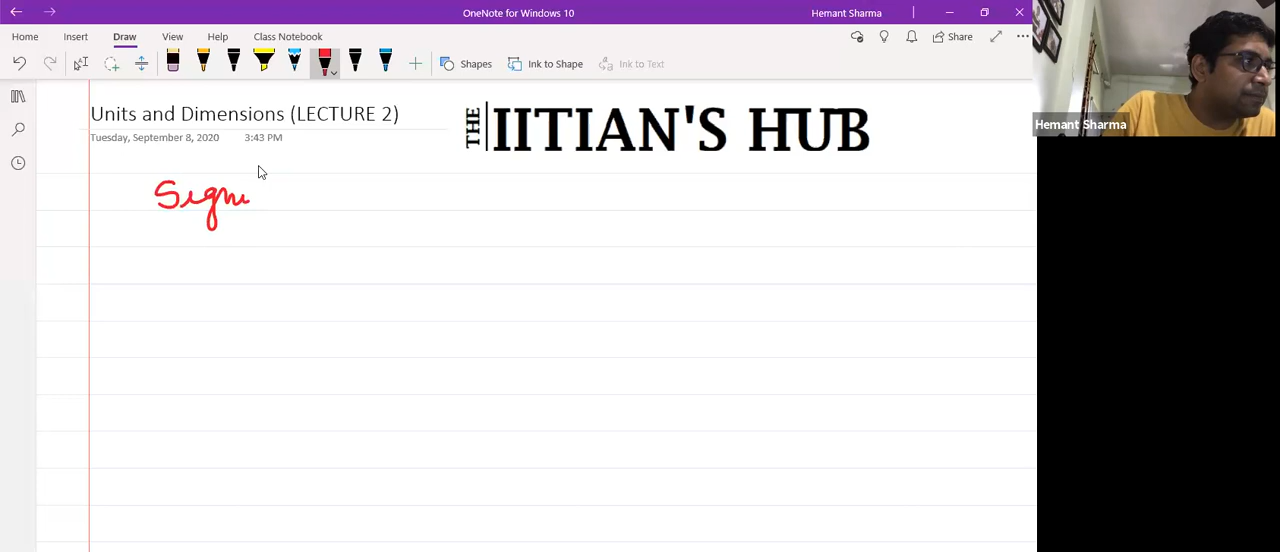 OneNote for Windows 10
Hemant Sharma
Home Insert Draw View Help Class Notebook
Share
Shapes Ink to Shape Ink to Text
Units and Dimensions (LECTURE 2)
Tuesday, September 8, 2020 3:43 PM
THE IITIAN'S HUB
Signi
Hemant Sharma